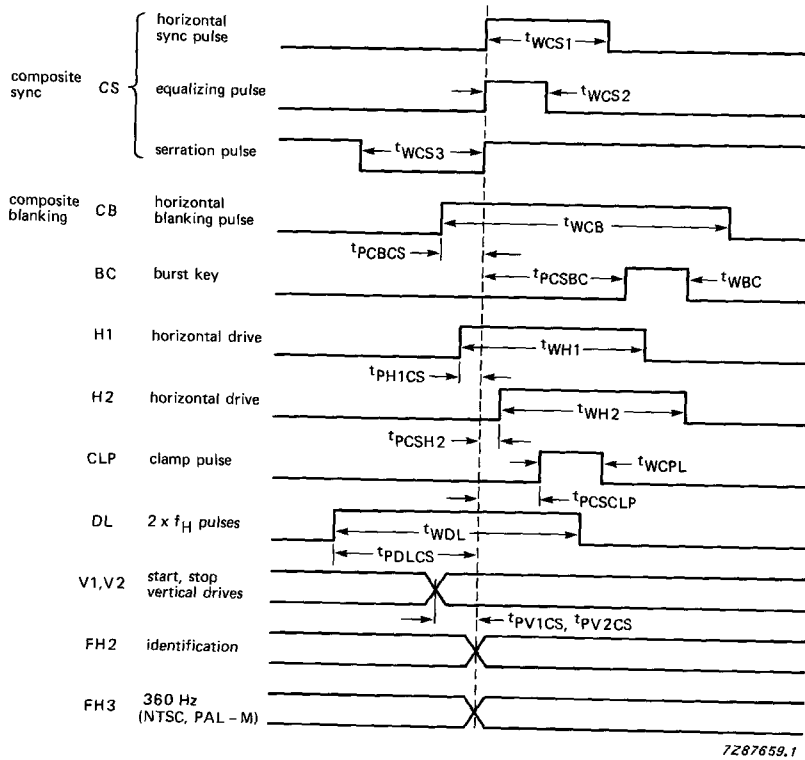 horizontal
sync pulse
tWCS1
composite
sync
CS
equalizing pulse
tWCS2
serration pulse
tWCS3
composite
blanking
CB
horizontal
blanking pulse
tWCB
tPCBCS
BC
burst key
tPCSBC
tWBC
H1
horizontal drive
tWH1
tPH1CS
H2
horizontal drive
tWH2
tPCSH2
CLP
clamp pulse
tWCPL
tPCSCLP
DL
2 x fH pulses
tWDL
tPDLCS
V1,V2
start, stop
vertical drives
tPV1CS, tPV2CS
FH2
identification
FH3
360 Hz
(NTSC, PAL – M)
7Z87659.1